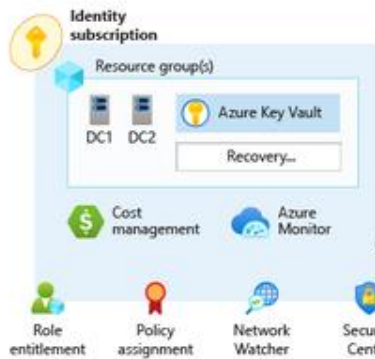 Identity
subscription
Resource group(s)
DC1 DC2
Azure Key Vault
Recovery...
Cost
management
Azure
Monitor
Role
entitlement
Policy
assignment
Network
Watcher